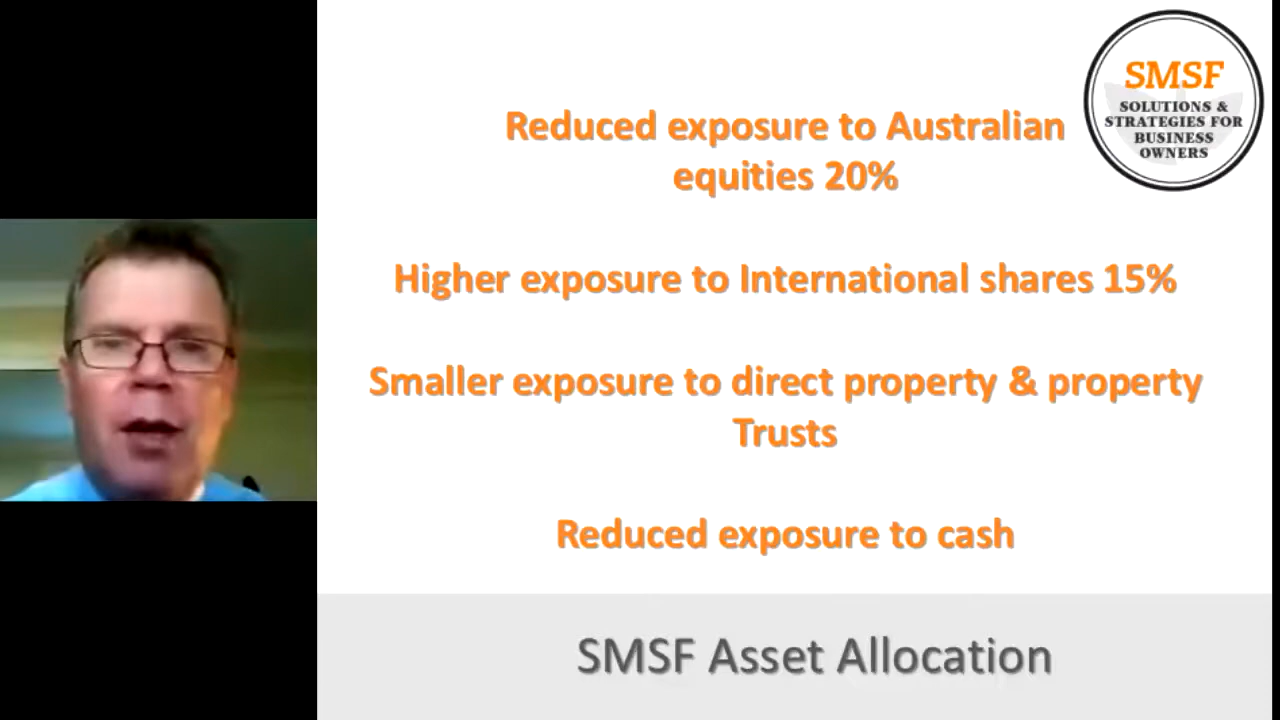 SMSF
SOLUTIONS &
STRATEGIES FOR
BUSINESS
OWNERS
Reduced exposure to Australian
equities 20%
Higher exposure to International shares 15%
Smaller exposure to direct property & property
Trusts
Reduced exposure to cash
SMSF Asset Allocation